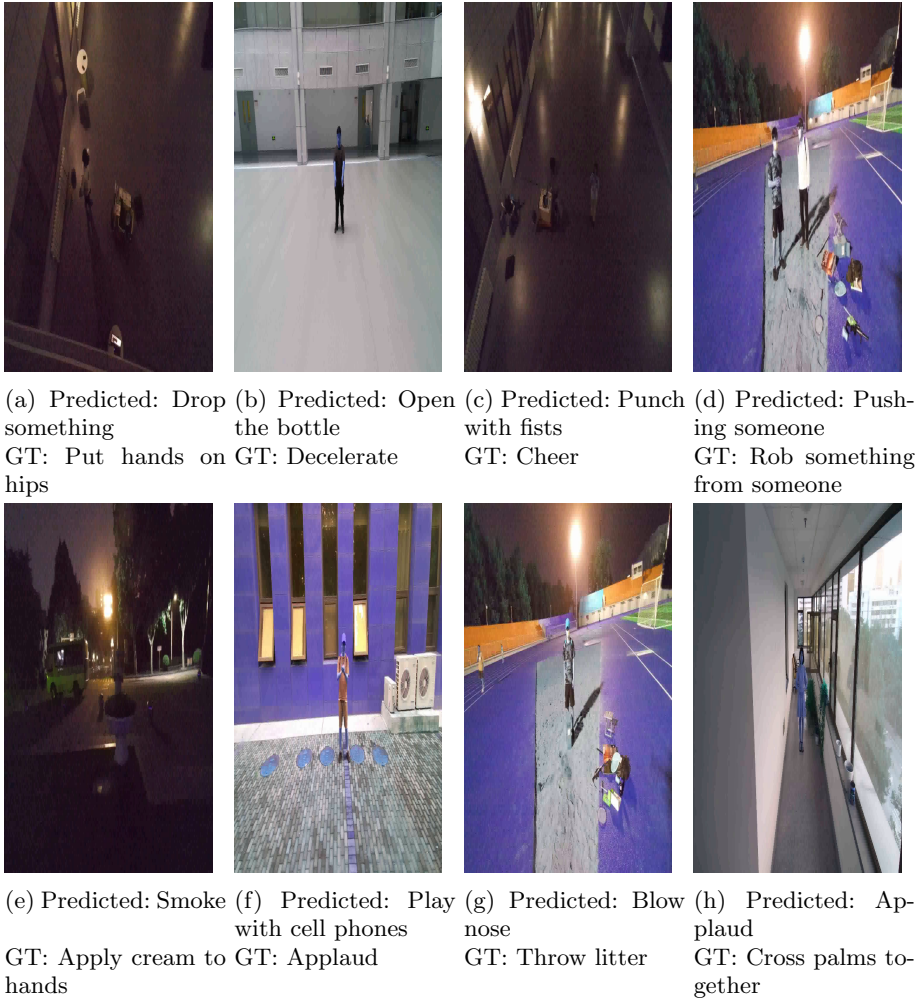 (a) Predicted: Drop
something
GT: Put hands on
hips
(b) Predicted: Open
the bottle
GT: Decelerate
(c) Predicted: Punch
with fists
GT: Cheer
(d) Predicted: Push-
ing someone
GT: Rob something
from someone
(e) Predicted: Smoke
GT: Apply cream to
hands
(f) Predicted: Play
with cell phones
GT: Applaud
(g) Predicted: Blow
nose
GT: Throw litter
(h) Predicted: Ap-
plaud
GT: Cross palms to-
gether